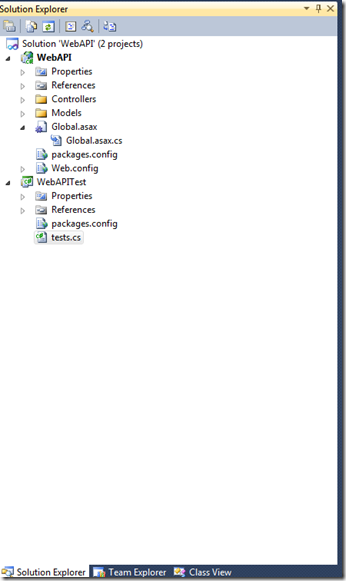 Solution Explorer
Solution 'WebAPI' (2 projects)
WebAPI
Properties
References
Controllers
Models
Global.asax
Global.asax.cs
packages.config
Web.config
WebAPITest
Properties
References
packages.config
tests.cs
Solution Explorer Team Explorer Class View